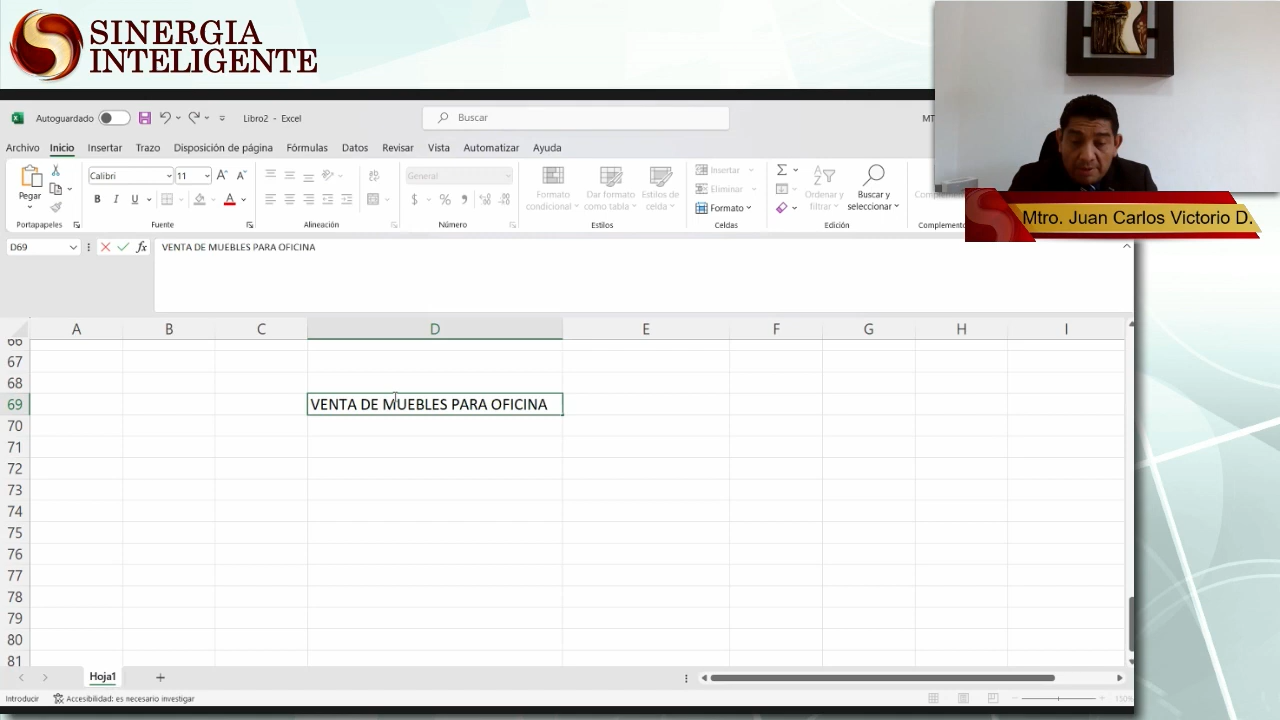 SINERGIA
INTELIGENTE
Autoguardado
Libro2 - Excel
Buscar
MT
Archivo Inicio Insertar Trazo Disposición de página Fórmulas Datos Revisar Vista Automatizar Ayuda
Pegar
Calibri 11
General
Formato condicional
Dar formato como tabla
Estilos de celda
Insertar
Eliminar
Formato
Ordenar y filtrar
Buscar y seleccionar
Portapapeles Fuente Alineación Número Estilos Celdas Edición Complemento
Mtro. Juan Carlos Victorio D.
D69 VENTA DE MUEBLES PARA OFICINA
A B C D E F G H I
66
67
68
69 VENTA DE MUEBLES PARA OFICINA
70
71
72
73
74
75
76
77
78
79
80
81
Hoja1
Introducir Accesibilidad: es necesario investigar 150%